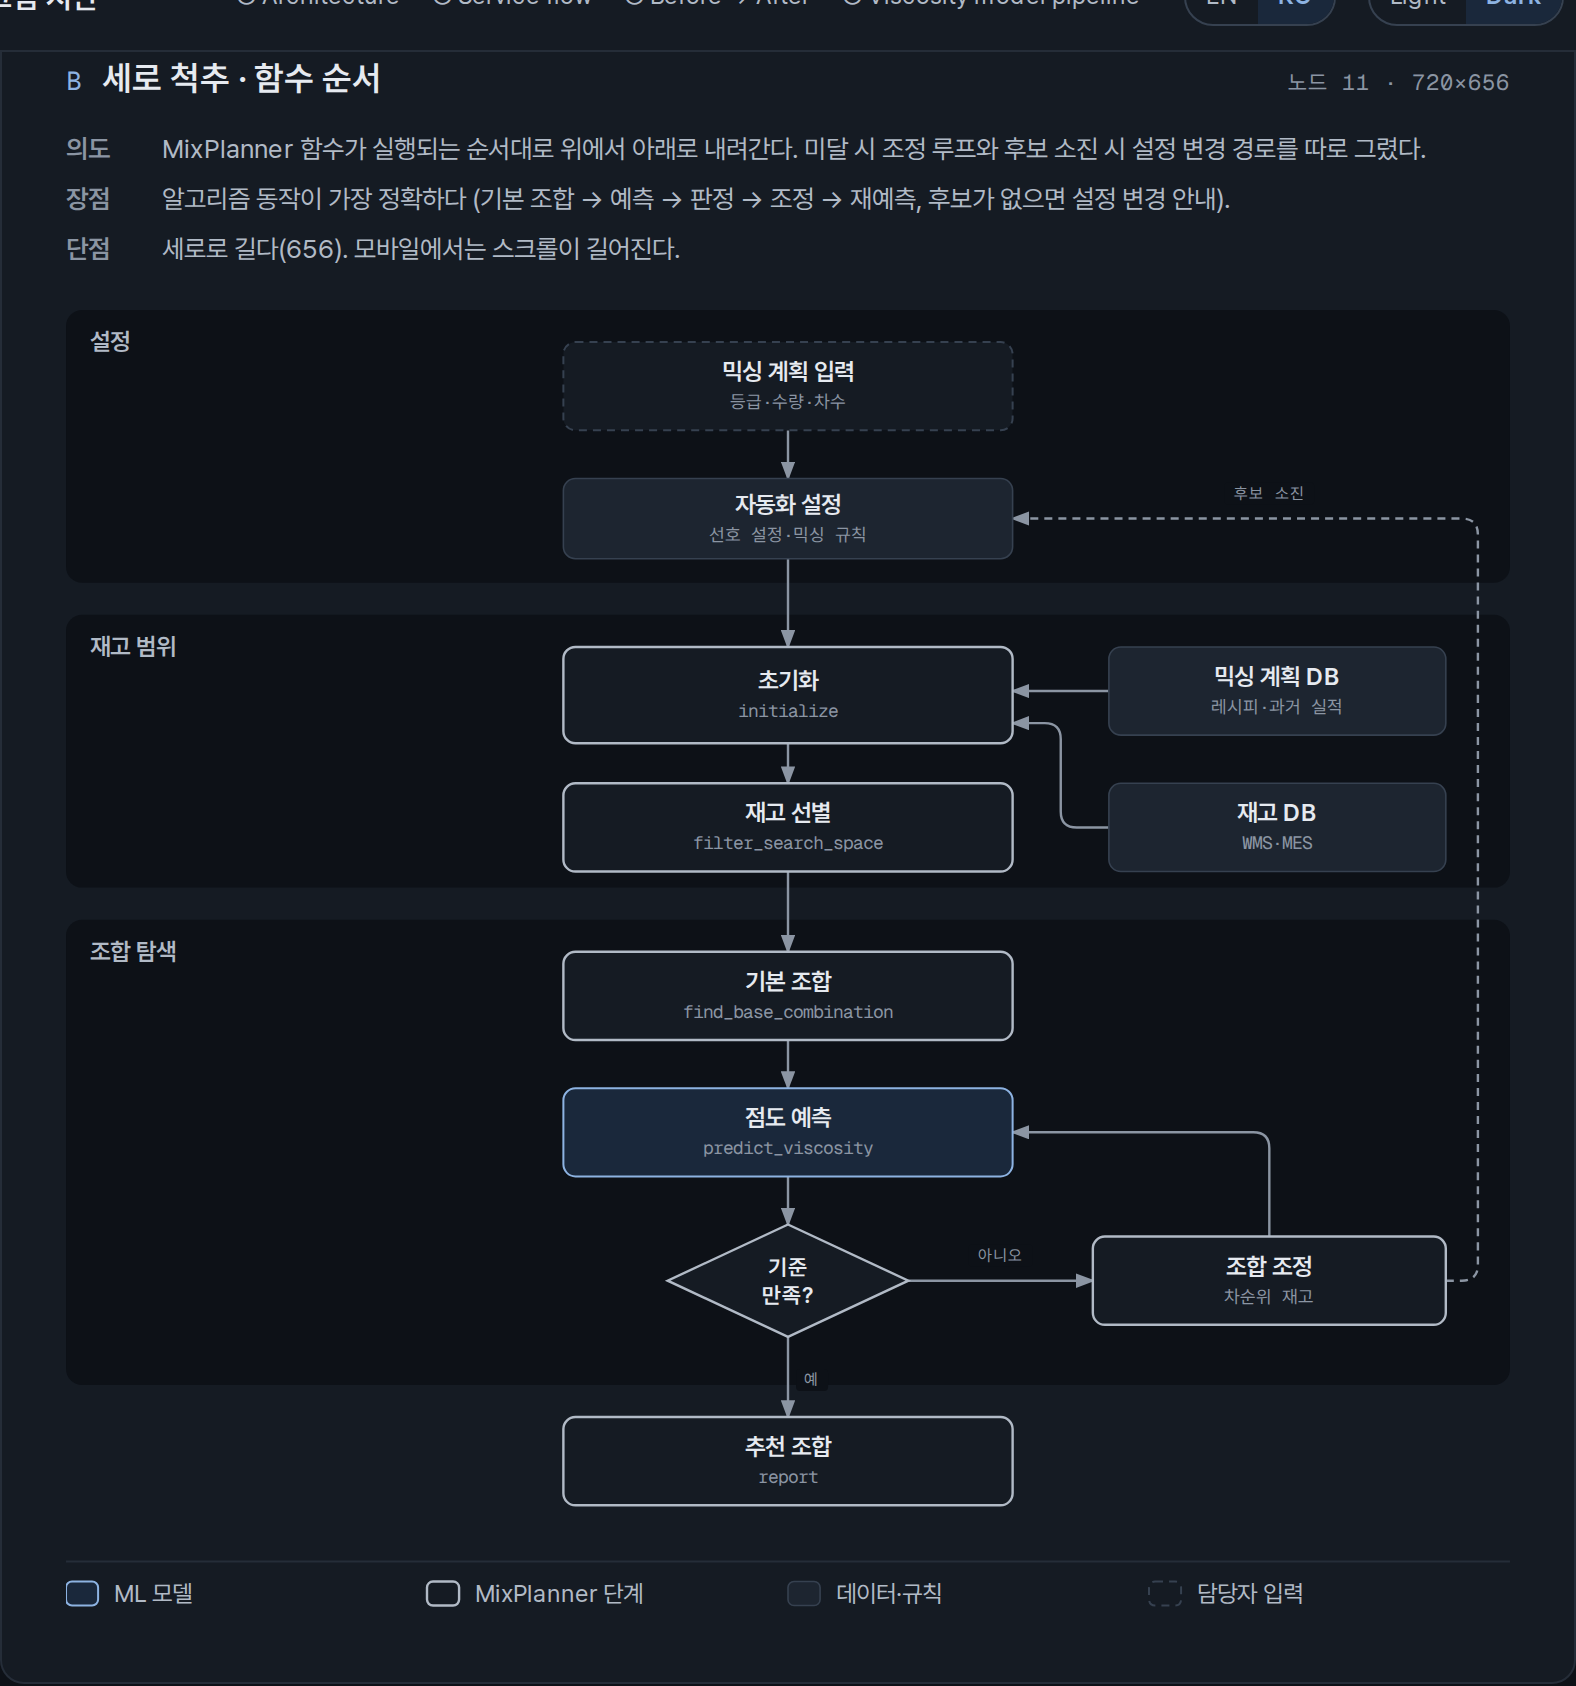 Architecture Service flow Before → After Viscosity model pipeline EN KO Light Dark
B 세로 척추 · 함수 순서 노드 11 · 720×656
의도 MixPlanner 함수가 실행되는 순서대로 위에서 아래로 내려간다. 미달 시 조정 루프와 후보 소진 시 설정 변경 경로를 따로 그렸다.
장점 알고리즘 동작이 가장 정확하다 (기본 조합 → 예측 → 판정 → 조정 → 재예측, 후보가 없으면 설정 변경 안내).
단점 세로로 길다(656). 모바일에서는 스크롤이 길어진다.
설정
믹싱 계획 입력
등급·수량·차수
자동화 설정
선호 설정·믹싱 규칙
후보 소진
재고 범위
초기화
initialize
믹싱 계획 DB
레시피·과거 실적
재고 선별
filter_search_space
재고 DB
WMS·MES
조합 탐색
기본 조합
find_base_combination
점도 예측
predict_viscosity
기준
만족?
아니오
조합 조정
차순위 재고
예
추천 조합
report
ML 모델 MixPlanner 단계 데이터·규칙 담당자 입력